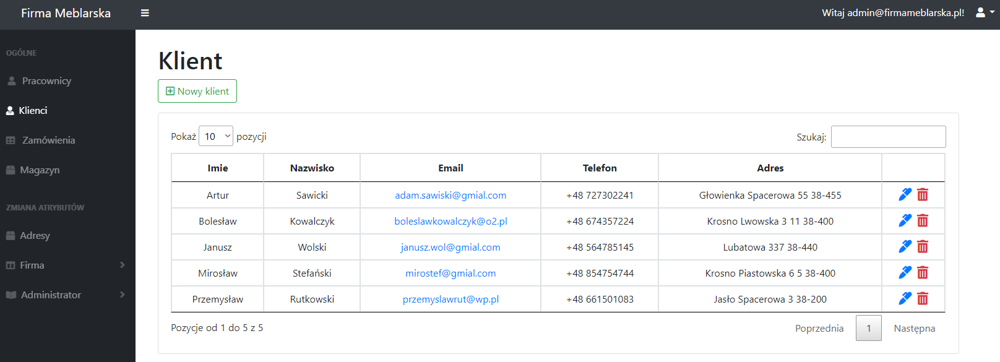 Firma Meblarska
Witaj admin@firmameblarska.pl!
OGÓLNE
Pracownicy
Klienci
Zamówienia
Magazyn
ZMIANA ATRYBUTÓW
Adresy
Firma
Administrator
Klient
Nowy klient
Pokaż 10 pozycji
Szukaj:
Imie Nazwisko Email Telefon Adres
Artur Sawicki adam.sawiski@gmial.com +48 727302241 Głowienka Spacerowa 55 38-455
Bolesław Kowalczyk boleslawkowalczyk@o2.pl +48 674357224 Krosno Lwowska 3 11 38-400
Janusz Wolski janusz.wol@gmial.com +48 564785145 Lubatowa 337 38-440
Mirosław Stefański mirostef@gmial.com +48 854754744 Krosno Piastowska 6 5 38-400
Przemysław Rutkowski przemyslawrut@wp.pl +48 661501083 Jasło Spacerowa 3 38-200
Pozycje od 1 do 5 z 5
Poprzednia 1 Następna